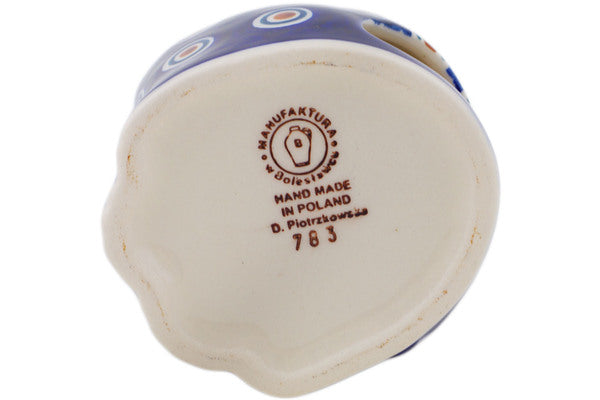 MANUFAKTURA
w Bolesławcu
HAND MADE
IN POLAND
D. Piotrzkowska
783